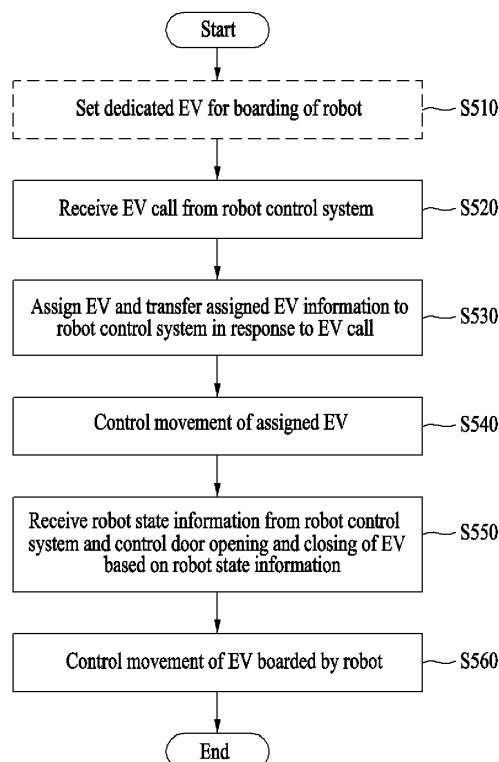 Start
Set dedicated EV for boarding of robot
S510
Receive EV call from robot control system
S520
Assign EV and transfer assigned EV information to
robot control system in response to EV call
S530
Control movement of assigned EV
S540
Receive robot state information from robot control
system and control door opening and closing of EV
based on robot state information
S550
Control movement of EV boarded by robot
S560
End